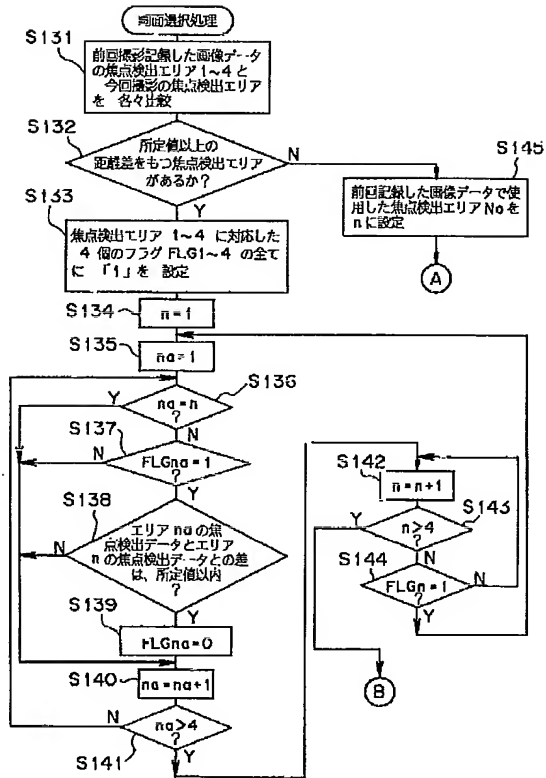 画面選択処理
S131
前回撮影記録した画像データ
の焦点検出エリア1~4と
今回撮影の焦点検出エリア
を 各々比較
S132
所定値以上の
距離差をもつ焦点検出エリア
があるか?
N
Y
S145
前回記録した画像データで使
用した焦点検出エリア Noを
nに設定
A
S133
焦点検出エリア 1~4 に対応した
4 個のフラグ FLG1~4 の全て
に 「1」を 設定
S134
n=1
S135
na=1
S136
na=n
?
Y
N
S137
FLGna=1
?
N
Y
S138
エリア naの焦
点検出データとエリア
n の焦点検出データとの差
は、所定値以内
?
N
Y
S139
FLGna=0
S140
na=na+1
S141
na>4
?
N
Y
S142
n=n+1
S143
n>4
?
Y
N
S144
FLGn=1
?
N
Y
B